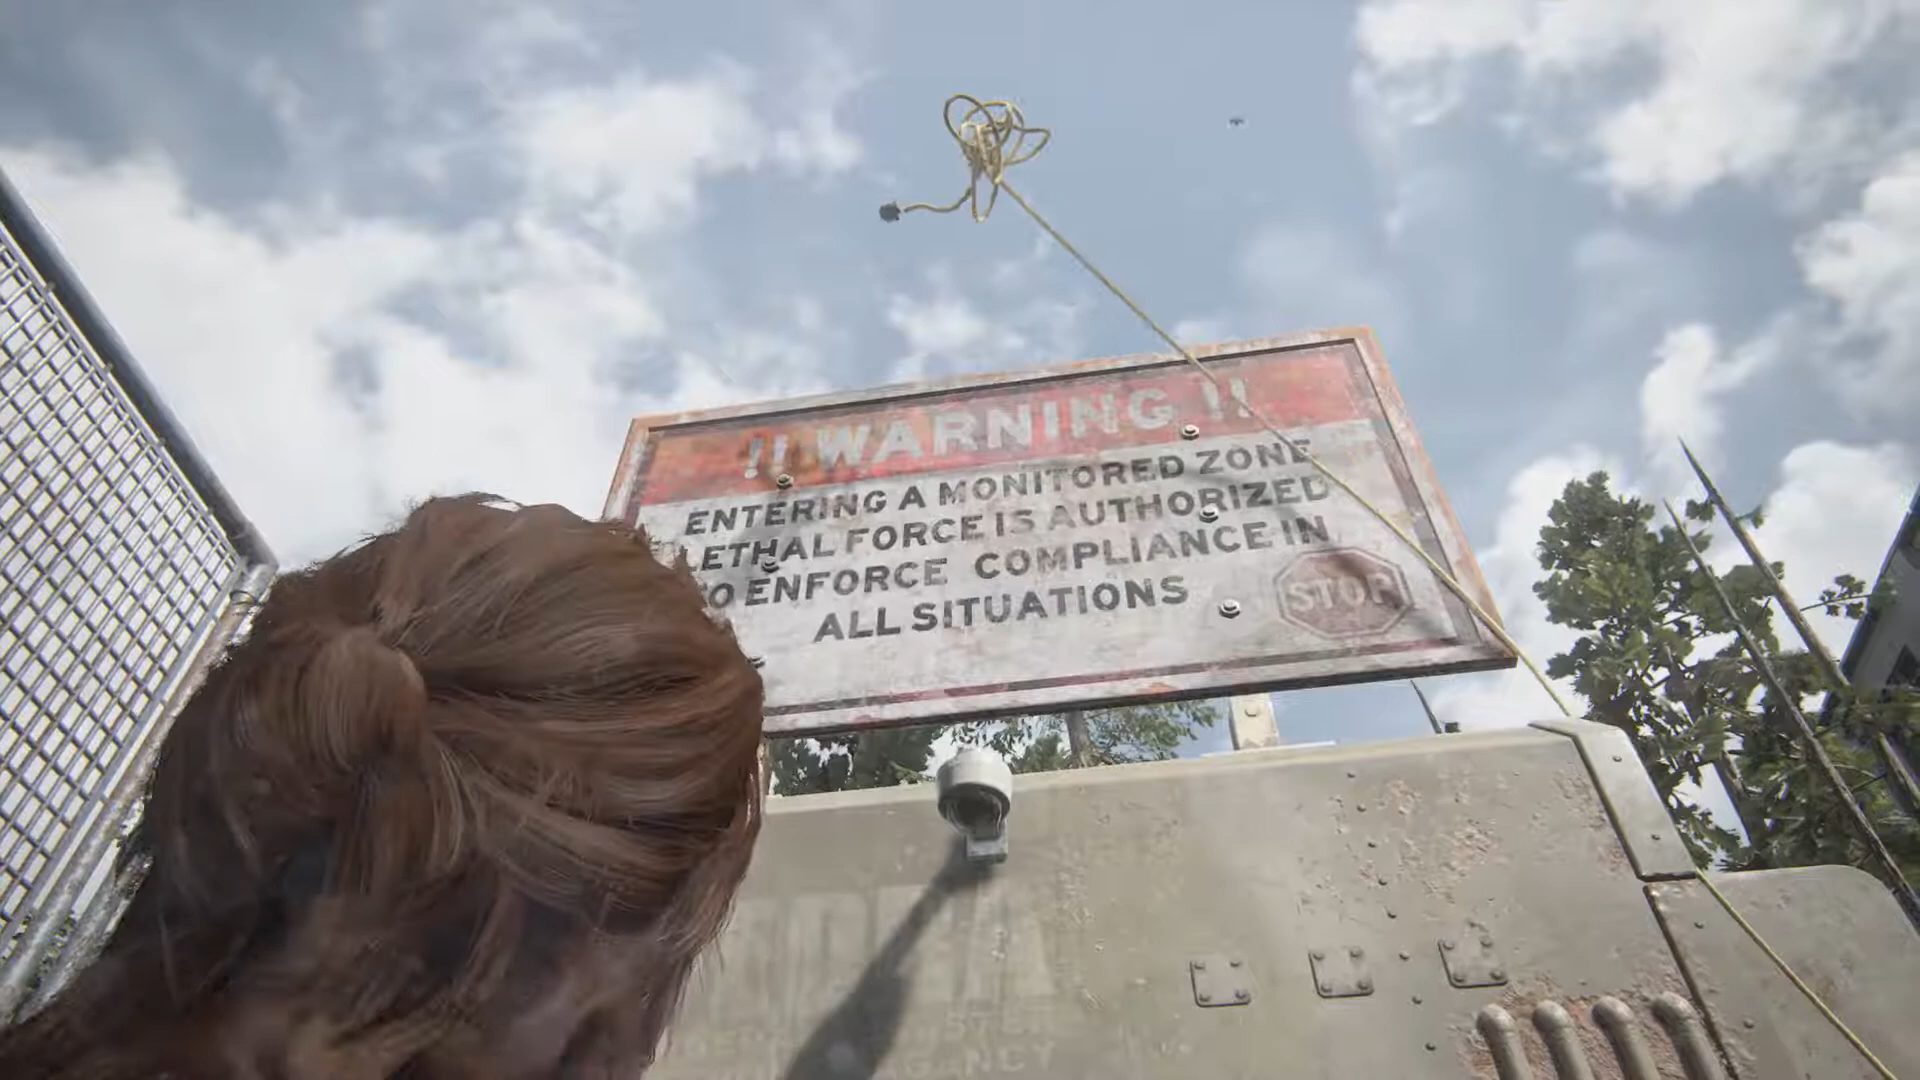 !! WARNING !!
ENTERING A MONITORED ZONE
LETHAL FORCE IS AUTHORIZED
TO ENFORCE COMPLIANCE IN
ALL SITUATIONS
STOP